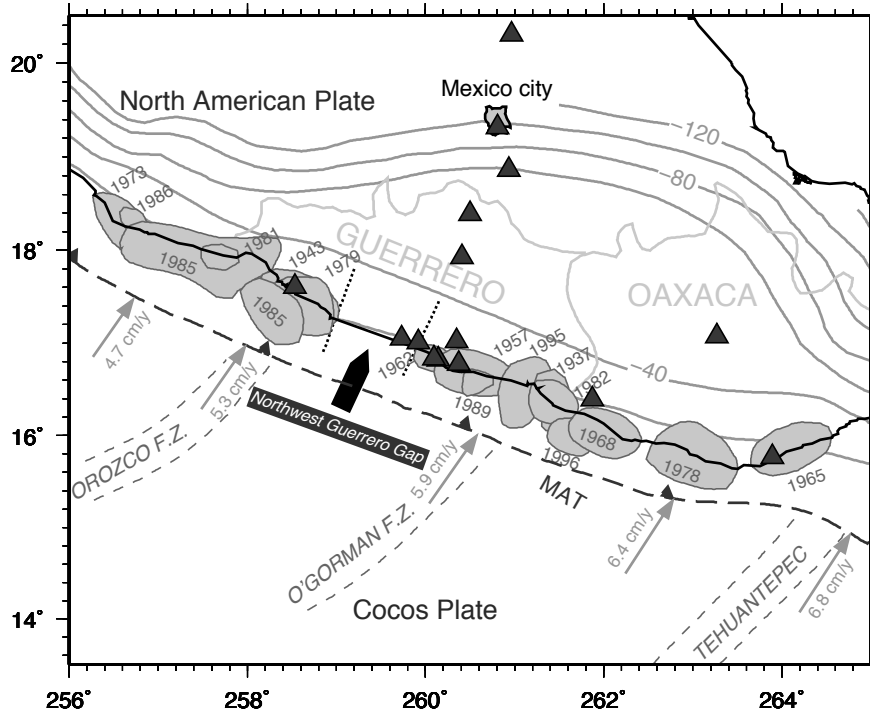 20°
Mexico city
North American Plate
−120
−80
1973
1986
18°
1981
1943
1979
GUERRERO
1985
OAXACA
1985
4.7 cm/y
1962
1957
1995
1937
−40
1982
5.3 cm/y
Northwest Guerrero Gap
1989
16°
1968
OROZCO F.Z.
1996
1978
1965
5.9 cm/y
MAT
6.4 cm/y
O'GORMAN F.Z.
6.8 cm/y
TEHUANTEPEC
Cocos Plate
14°
256°
258°
260°
262°
264°